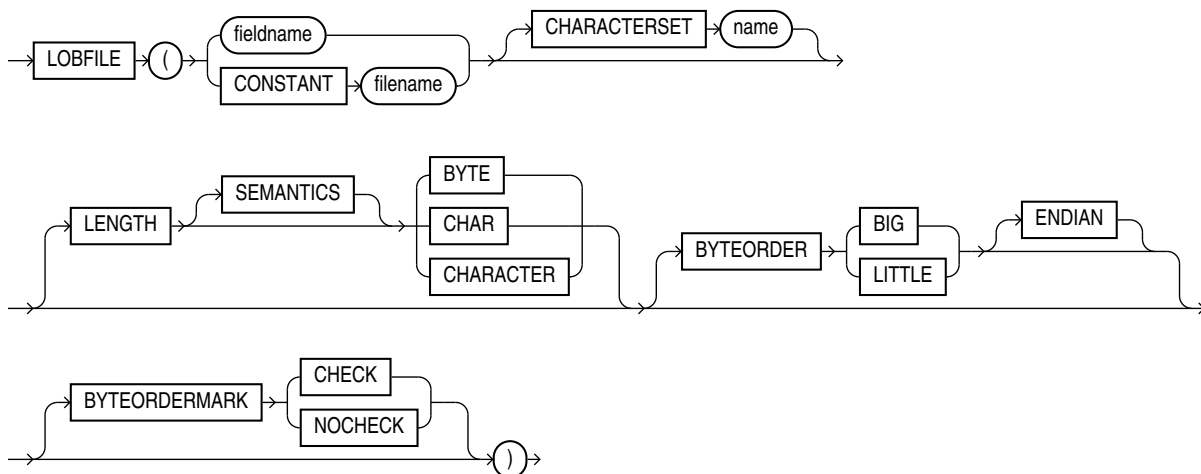 LOBFILE ( fieldname CHARACTERSET name
CONSTANT filename
LENGTH SEMANTICS BYTE BYTEORDER BIG ENDIAN
CHAR LITTLE
CHARACTER
BYTEORDERMARK CHECK )
NOCHECK